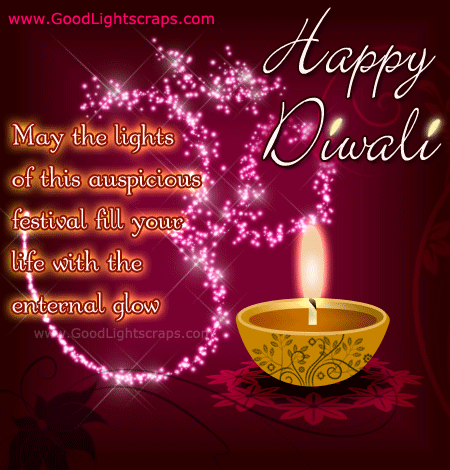 www.GoodLightscraps.com
Happy
Diwali
May the lights
of this auspicious
festival fill your
life with the
enternal glow
www.GoodLightscraps.com